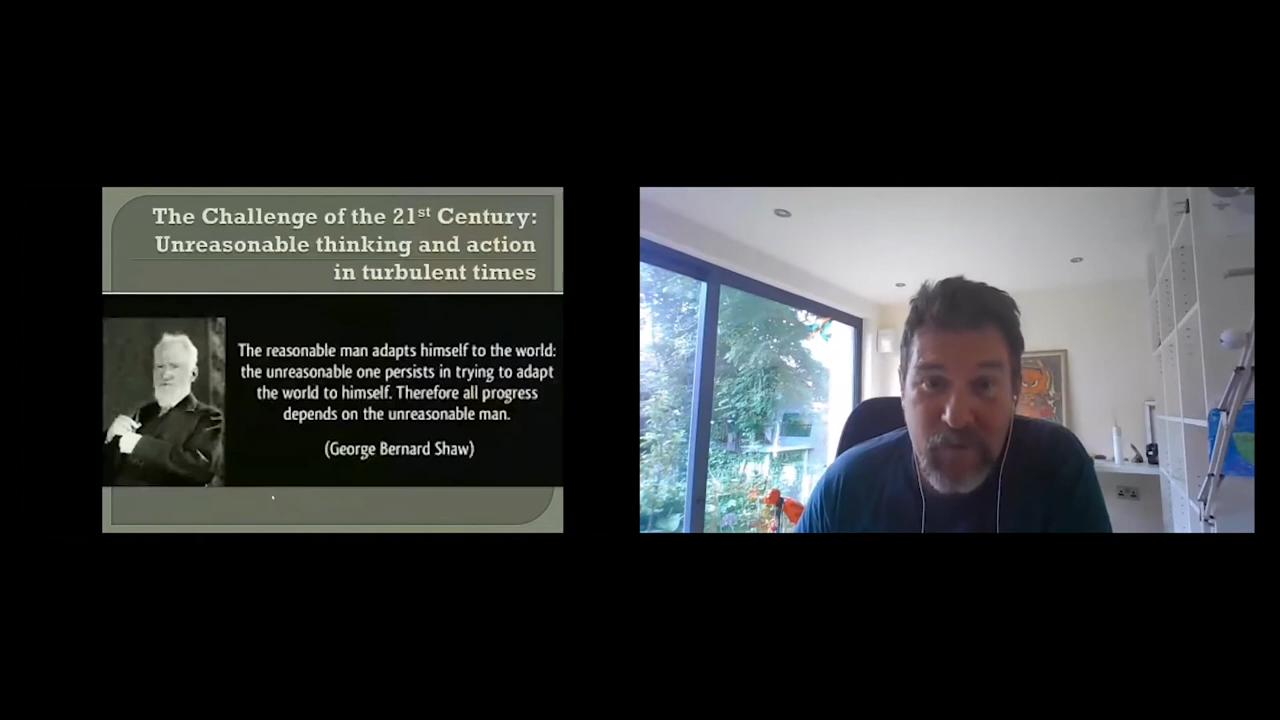 The Challenge of the 21st Century:
Unreasonable thinking and action
in turbulent times
The reasonable man adapts himself to the world:
the unreasonable one persists in trying to adapt
the world to himself. Therefore all progress
depends on the unreasonable man.
(George Bernard Shaw)